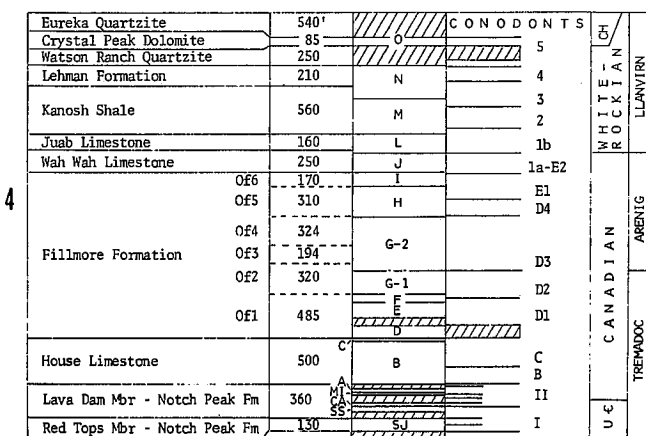 Eureka Quartzite 540' CONODONTS CH
Crystal Peak Dolomite 85 O 5
Watson Ranch Quartzite 250
Lehman Formation 210 N 4
Kanosh Shale 560 M 3
2
Juab Limestone 160 L 1b
Wah Wah Limestone 250 J 1a-E2
Of6 170 I E1
Of5 310 H D4
Of4 324 G-2
Fillmore Formation Of3 194 D3
Of2 320 G-1 D2
F
E
Of1 485 D1
D
C
House Limestone 500 B C
B
A
Lava Dam Mbr - Notch Peak Fm 360 MI II
CA
SS
Red Tops Mbr - Notch Peak Fm 130 SJ I
4
WHITE-
ROCKIAN
CANADIAN
U Є
LLANVIRN
ARENIG
TREMADOC